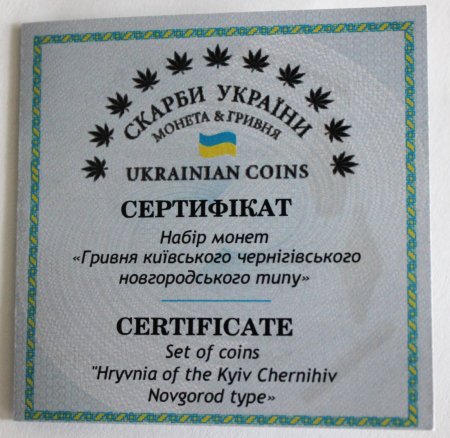 СКАРБИ УКРАЇНИ
МОНЕТА & ГРИВНЯ
UKRAINIAN COINS
СЕРТИФІКАТ
Набір монет
«Гривня київського чернігівського
новгородського типу»
CERTIFICATE
Set of coins
"Hryvnia of the Kyiv Chernihiv
Novgorod type»